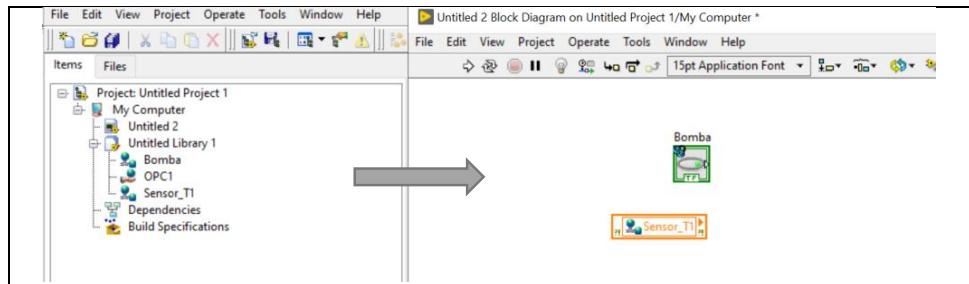 File Edit View Project Operate Tools Window Help
Items Files
Project: Untitled Project 1
My Computer
Untitled 2
Untitled Library 1
Bomba
OPC1
Sensor_T1
Dependencies
Build Specifications
Untitled 2 Block Diagram on Untitled Project 1/My Computer *
File Edit View Project Operate Tools Window Help
15pt Application Font
Bomba
TF
Sensor_T1